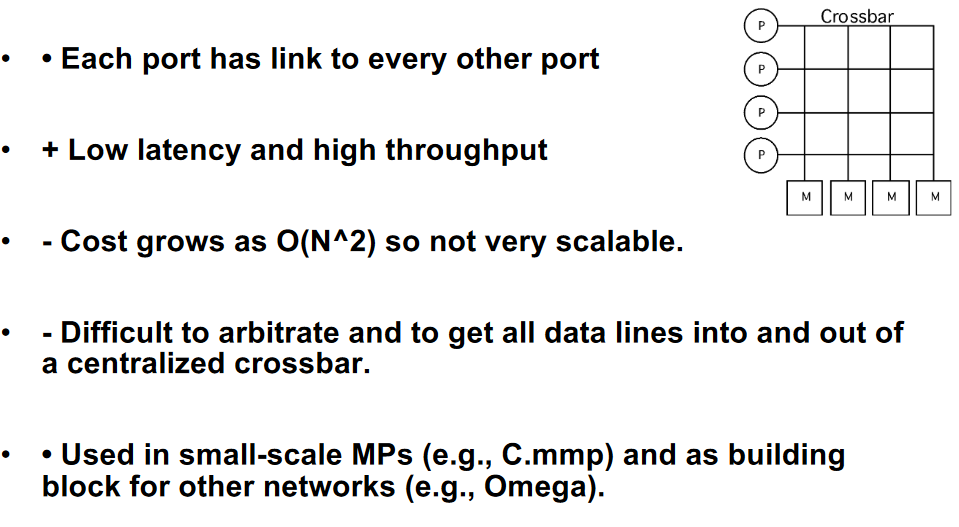 Crossbar
• • Each port has link to every other port
P
P
• + Low latency and high throughput
P
P
M M M M
• - Cost grows as O(N^2) so not very scalable.
• - Difficult to arbitrate and to get all data lines into and out of
a centralized crossbar.
• • Used in small-scale MPs (e.g., C.mmp) and as building
block for other networks (e.g., Omega).